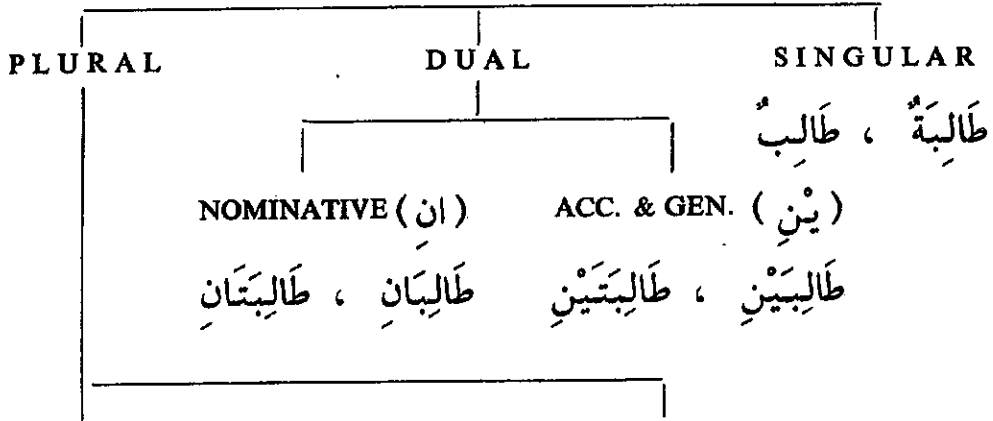 PLURAL DUAL SINGULAR
طَالِبَةٌ ، طَالِبٌ
NOMINATIVE (انِ) ACC. & GEN. (يْنِ)
طَالِبَانِ ، طَالِبَتَانِ طَالِبَيْنِ ، طَالِبَتَيْنِ